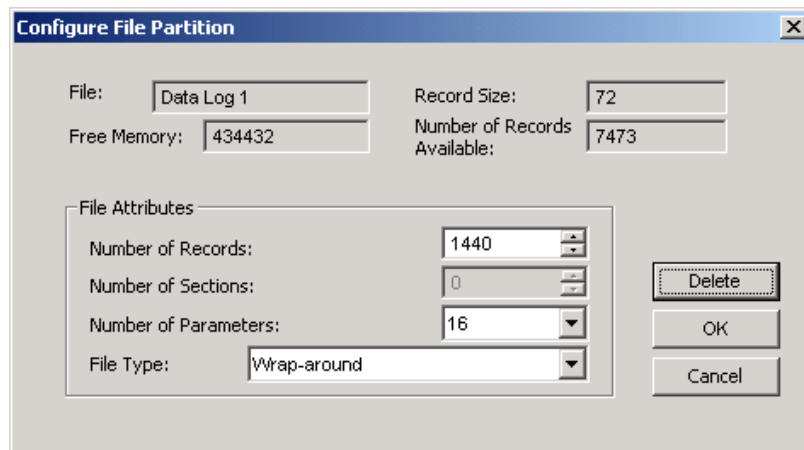 Configure File Partition
File: Data Log 1
Record Size: 72
Free Memory: 434432
Number of Records
Available: 7473
File Attributes
Number of Records: 1440
Number of Sections: 0
Number of Parameters: 16
File Type: Wrap-around
Delete
OK
Cancel